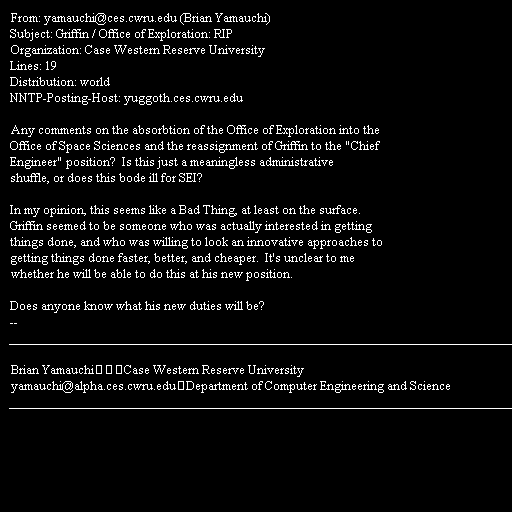 From: yamauchi@ces.cwru.edu (Brian Yamauchi)
Subject: Griffin / Office of Exploration: RIP
Organization: Case Western Reserve University
Lines: 19
Distribution: world
NNTP-Posting-Host: yuggoth.ces.cwru.edu

Any comments on the absorbtion of the Office of Exploration into the
Office of Space Sciences and the reassignment of Griffin to the "Chief
Engineer" position?  Is this just a meaningless administrative
shuffle, or does this bode ill for SEI?

In my opinion, this seems like a Bad Thing, at least on the surface.
Griffin seemed to be someone who was actually interested in getting
things done, and who was willing to look an innovative approaches to
getting things done faster, better, and cheaper.  It's unclear to me
whether he will be able to do this at his new position.

Does anyone know what his new duties will be?
--
Brian Yamauchi Case Western Reserve University
yamauchi@alpha.ces.cwru.edu Department of Computer Engineering and Science